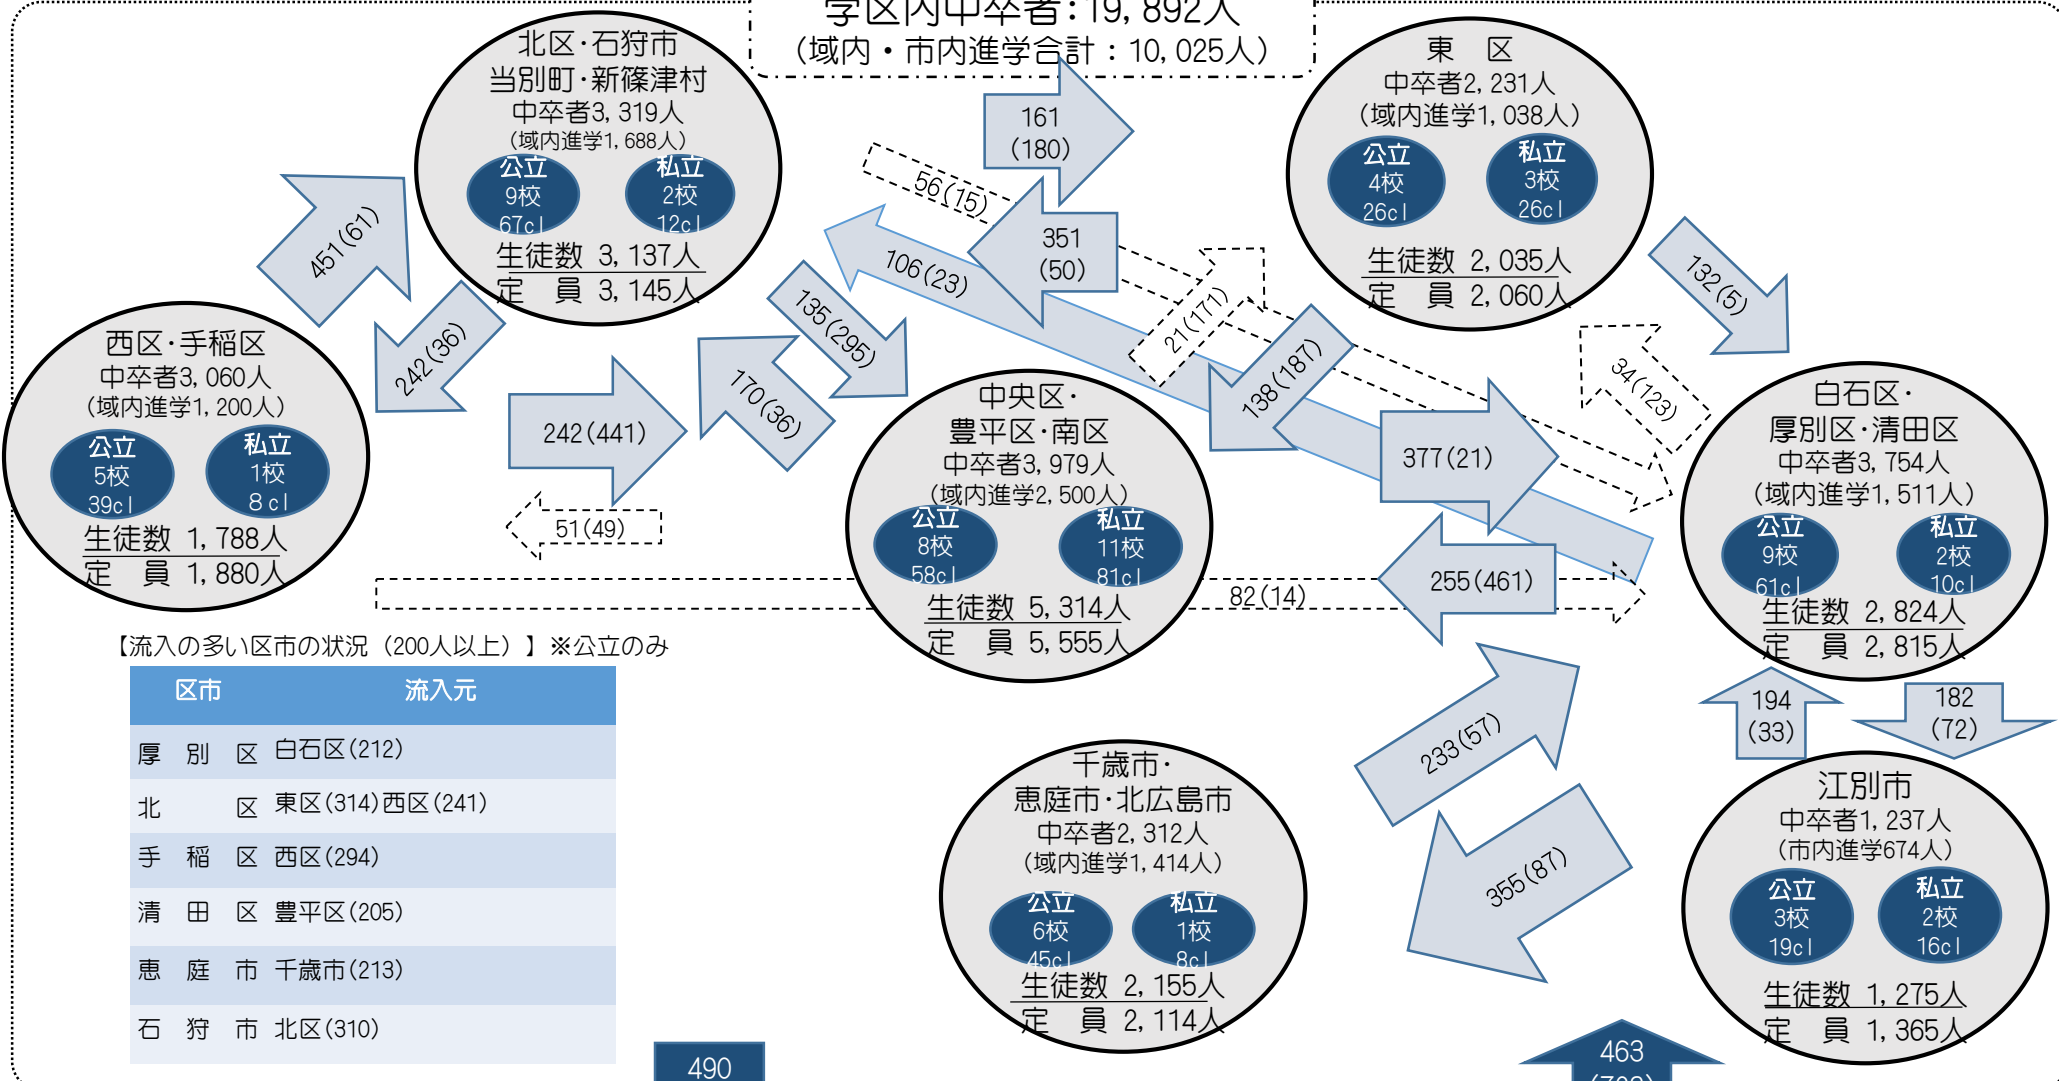 学区内中卒者：19,892人
（域内・市内進学合計：10,025人）
北区・石狩市
当別町・新篠津村
中卒者3,319人
（域内進学1,688人）
公立
9校
67cl
私立
2校
12cl
生徒数 3,137人
定　員 3,145人
東　区
中卒者2,231人
（域内進学1,038人）
公立
4校
26cl
私立
3校
26cl
生徒数 2,035人
定　員 2,060人
161
(180)
351
(50)
56(15)
106(23)
451(61)
242(36)
135(295)
170(36)
21(171)
138(187)
132(5)
34(123)
西区・手稲区
中卒者3,060人
（域内進学1,200人）
公立
5校
39cl
私立
1校
8cl
生徒数 1,788人
定　員 1,880人
242(441)
51(49)
中央区・
豊平区・南区
中卒者3,979人
（域内進学2,500人）
公立
8校
58cl
私立
11校
81cl
生徒数 5,314人
定　員 5,555人
377(21)
255(461)
82(14)
白石区・
厚別区・清田区
中卒者3,754人
（域内進学1,511人）
公立
9校
61cl
私立
2校
10cl
生徒数 2,824人
定　員 2,815人
194
(33)
182
(72)
233(57)
355(87)
【流入の多い区市の状況（200人以上）】※公立のみ
区市　流入元
厚　別　区 白石区(212)
北　　　区 東区(314)西区(241)
手　稲　区 西区(294)
清　田　区 豊平区(205)
恵　庭　市 千歳市(213)
石　狩　市 北区(310)
千歳市・
恵庭市・北広島市
中卒者2,312人
（域内進学1,414人）
公立
6校
45cl
私立
1校
8cl
生徒数 2,155人
定　員 2,114人
江別市
中卒者1,237人
（市内進学674人）
公立
3校
19cl
私立
2校
16cl
生徒数 1,275人
定　員 1,365人
490
463